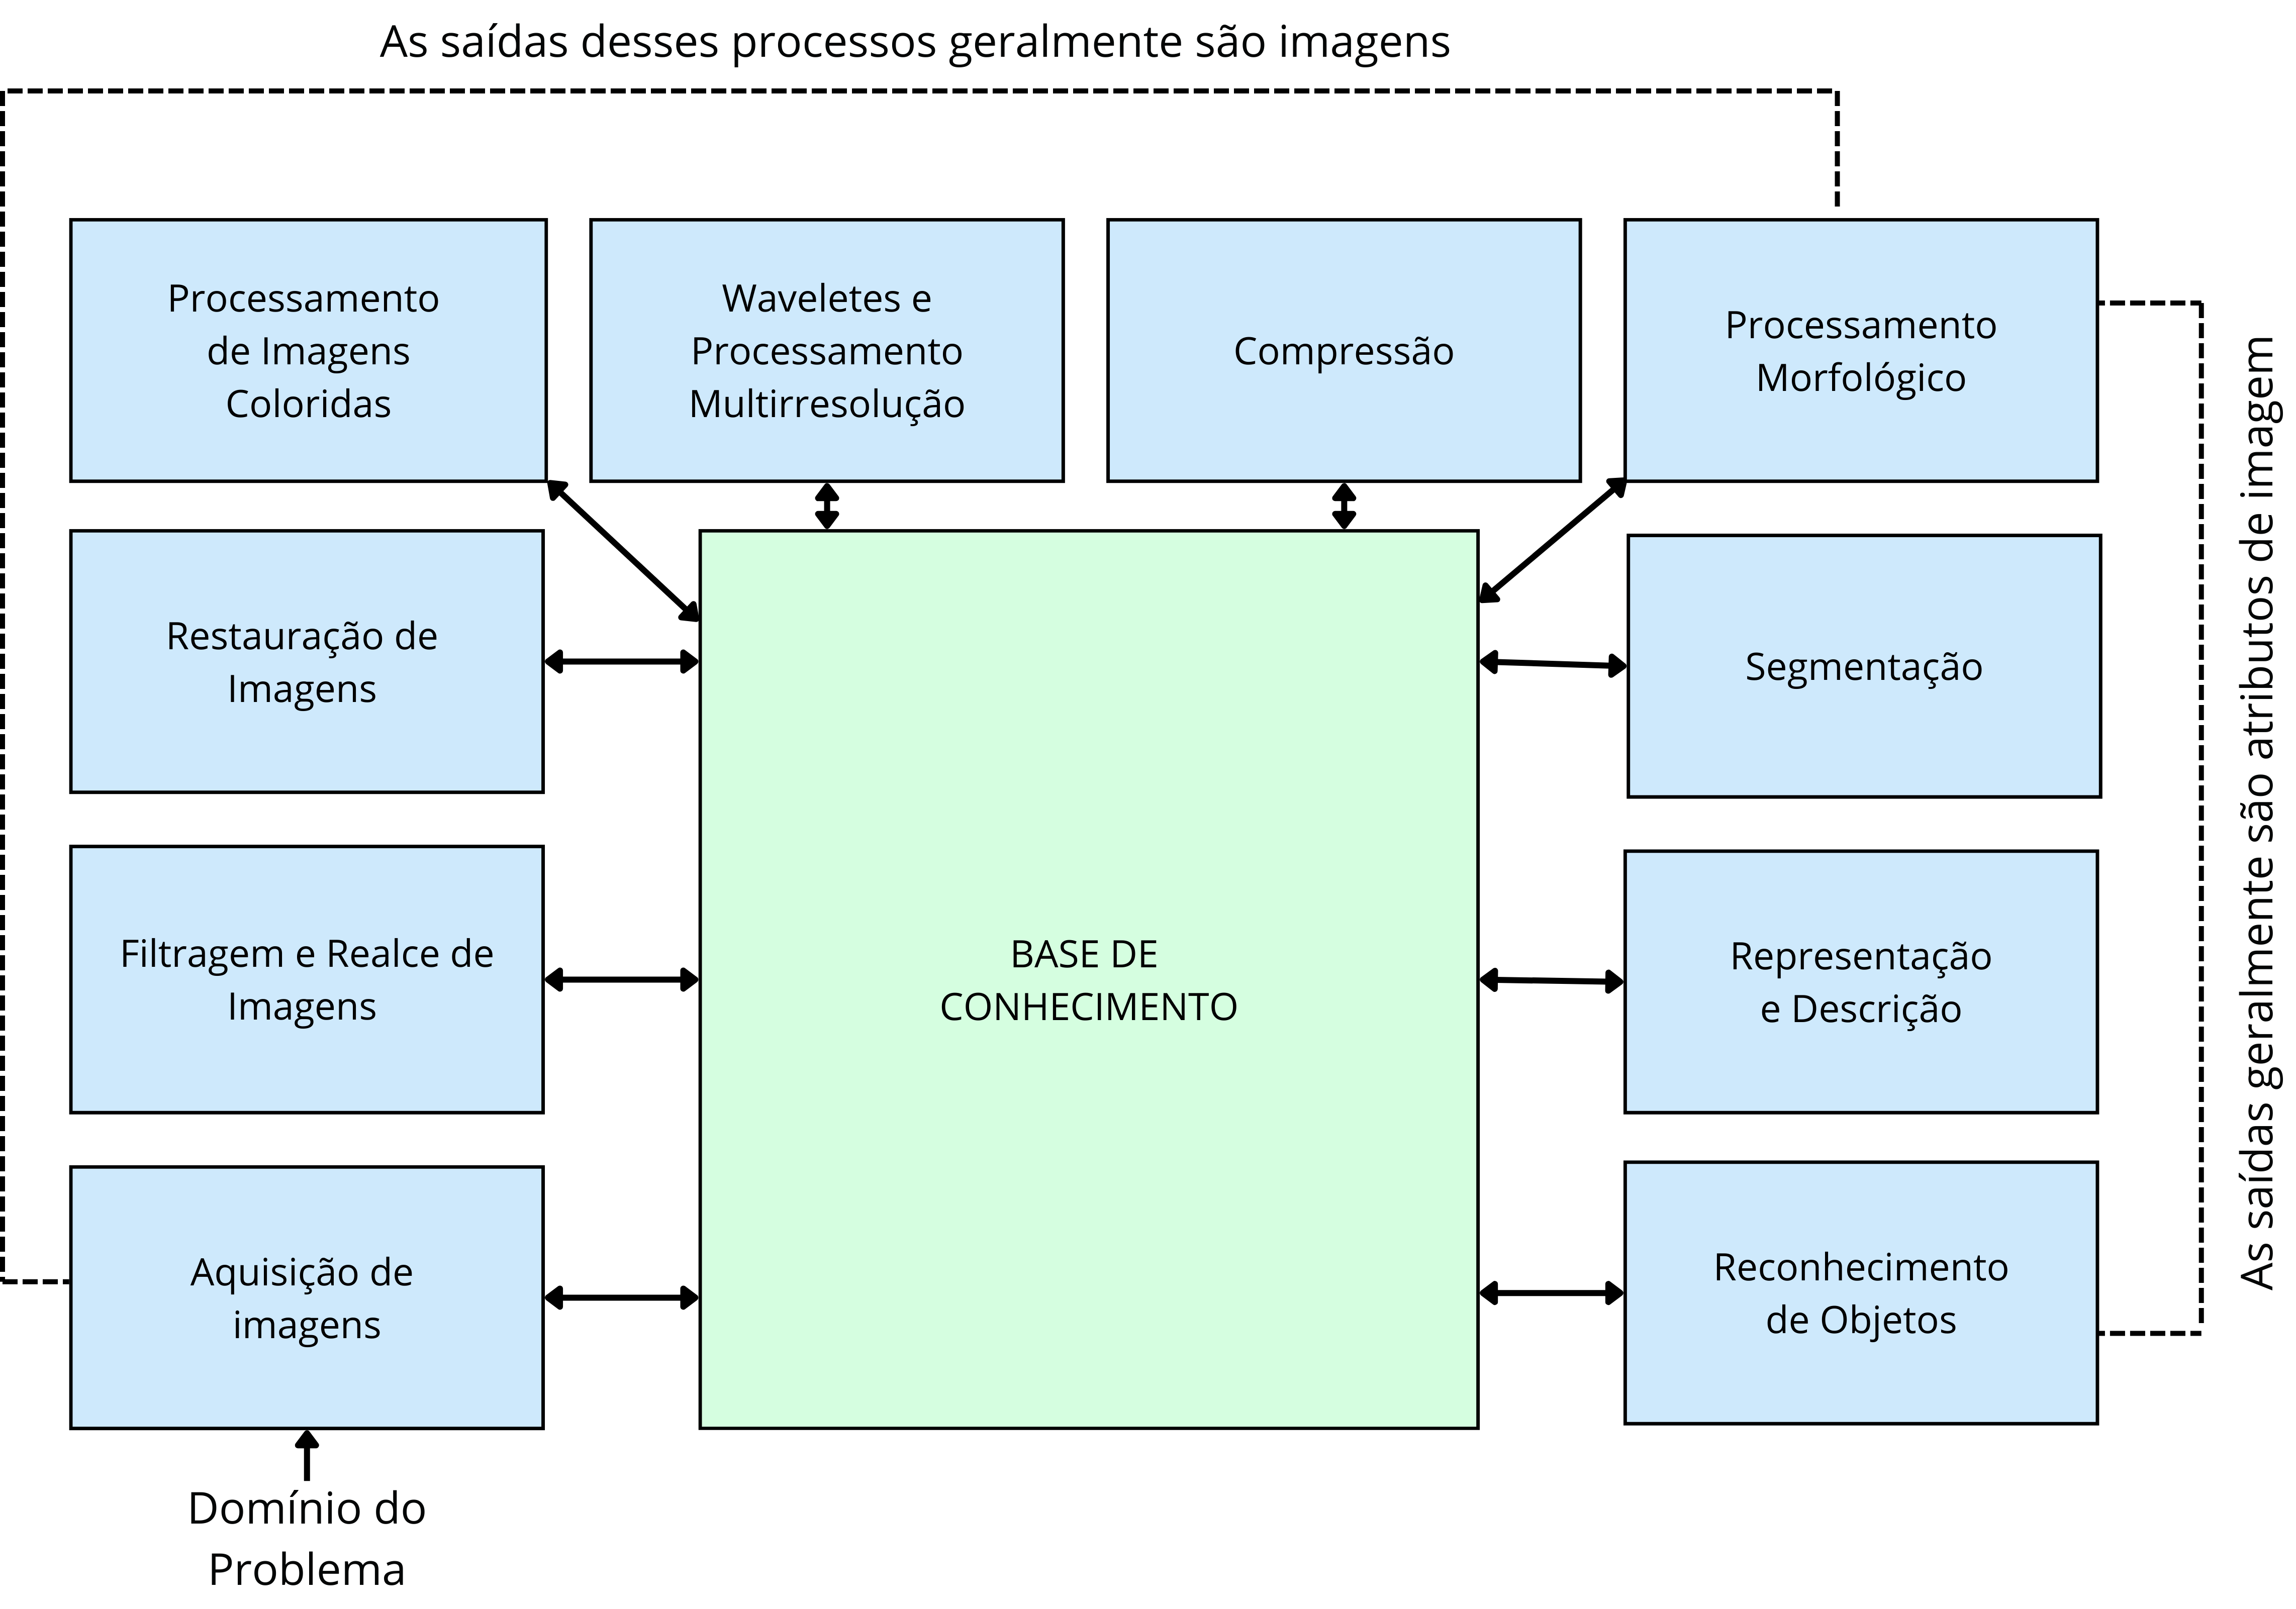 As saídas desses processos geralmente são imagens
Processamento
de Imagens
Coloridas
Waveletes e
Processamento
Multirresolução
Compressão
Processamento
Morfológico
Restauração de
Imagens
Segmentação
Filtragem e Realce de
Imagens
BASE DE
CONHECIMENTO
Representação
e Descrição
Aquisição de
imagens
Reconhecimento
de Objetos
As saídas geralmente são atributos de imagem
Domínio do
Problema